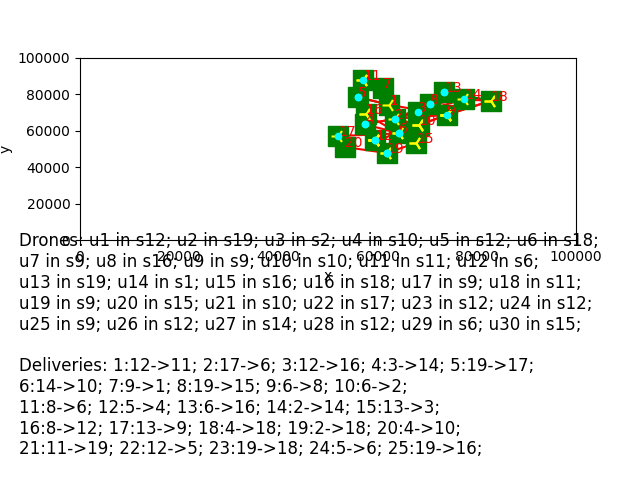 100000
80000
60000
40000
20000
0
y
0 20000 40000 60000 80000 100000
x
Drones: u1 in s12; u2 in s19; u3 in s2; u4 in s10; u5 in s12; u6 in s18;
u7 in s9; u8 in s16; u9 in s9; u10 in s10; u11 in s11; u12 in s6;
u13 in s19; u14 in s1; u15 in s16; u16 in s18; u17 in s9; u18 in s11;
u19 in s9; u20 in s15; u21 in s10; u22 in s17; u23 in s12; u24 in s12;
u25 in s9; u26 in s12; u27 in s14; u28 in s12; u29 in s6; u30 in s15;
Deliveries: 1:12->11; 2:17->6; 3:12->16; 4:3->14; 5:19->17;
6:14->10; 7:9->1; 8:19->15; 9:6->8; 10:6->2;
11:8->6; 12:5->4; 13:6->16; 14:2->14; 15:13->3;
16:8->12; 17:13->9; 18:4->18; 19:2->18; 20:4->10;
21:11->19; 22:12->5; 23:19->18; 24:5->6; 25:19->16;